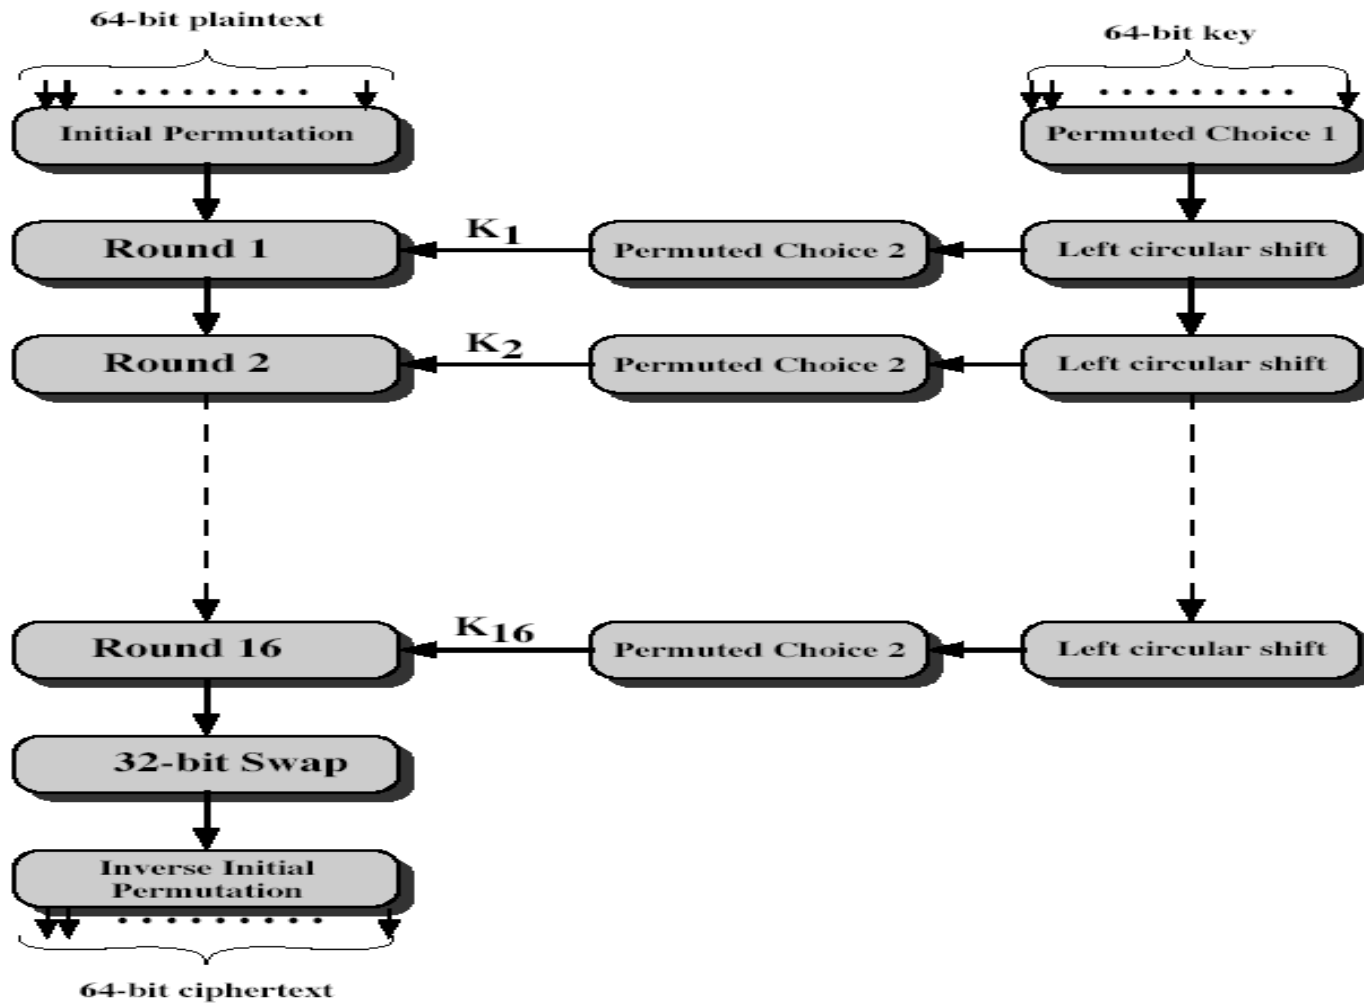 64-bit plaintext
64-bit key
Initial Permutation
Permuted Choice 1
Round 1
K1
Permuted Choice 2
Left circular shift
Round 2
K2
Permuted Choice 2
Left circular shift
Round 16
K16
Permuted Choice 2
Left circular shift
32-bit Swap
Inverse Initial
Permutation
64-bit ciphertext